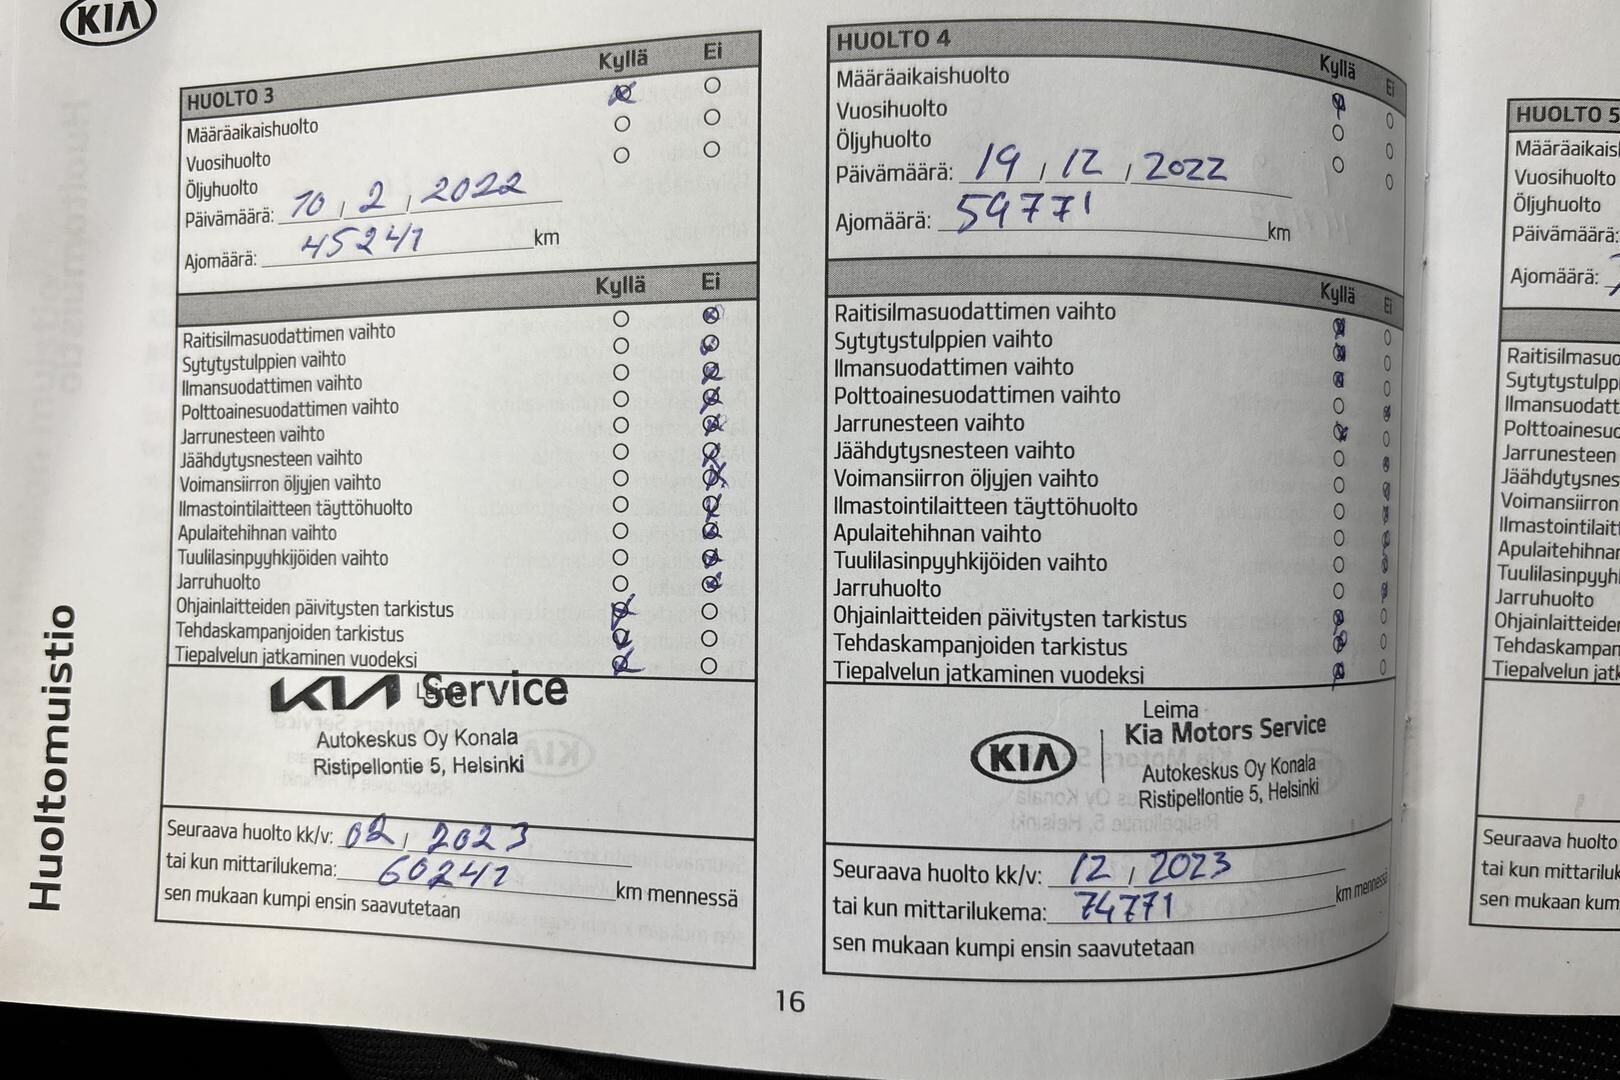 KIA
Huoltomuistio
HUOLTO 3 Kyllä Ei
Määräaikaishuolto
Vuosihuolto
Öljyhuolto
Päivämäärä: 10 / 2 / 2022
Ajomäärä: 45241 km
Kyllä Ei
Raitisilmasuodattimen vaihto
Sytytystulppien vaihto
Ilmansuodattimen vaihto
Polttoainesuodattimen vaihto
Jarrunesteen vaihto
Jäähdytysnesteen vaihto
Voimansiirron öljyjen vaihto
Ilmastointilaitteen täyttöhuolto
Apulaitehihnan vaihto
Tuulilasinpyyhkijöiden vaihto
Jarruhuolto
Ohjainlaitteiden päivitysten tarkistus
Tehdaskampanjoiden tarkistus
Tiepalvelun jatkaminen vuodeksi
Leima
KIA Service
Autokeskus Oy Konala
Ristipellontie 5, Helsinki
Seuraava huolto kk/v: 02 / 2023
tai kun mittarilukema: 60241 km mennessä
sen mukaan kumpi ensin saavutetaan
HUOLTO 4 Kyllä Ei
Määräaikaishuolto
Vuosihuolto
Öljyhuolto
Päivämäärä: 19 / 12 / 2022
Ajomäärä: 59771 km
Kyllä Ei
Raitisilmasuodattimen vaihto
Sytytystulppien vaihto
Ilmansuodattimen vaihto
Polttoainesuodattimen vaihto
Jarrunesteen vaihto
Jäähdytysnesteen vaihto
Voimansiirron öljyjen vaihto
Ilmastointilaitteen täyttöhuolto
Apulaitehihnan vaihto
Tuulilasinpyyhkijöiden vaihto
Jarruhuolto
Ohjainlaitteiden päivitysten tarkistus
Tehdaskampanjoiden tarkistus
Tiepalvelun jatkaminen vuodeksi
Leima
KIA Kia Motors Service
Autokeskus Oy Konala
Ristipellontie 5, Helsinki
Seuraava huolto kk/v: 12 / 2023
tai kun mittarilukema: 74771 km mennessä
sen mukaan kumpi ensin saavutetaan
16
HUOLTO 5
Määräaikais
Vuosihuolto
Öljyhuolto
Päivämäärä:
Ajomäärä:
Raitisilmasuo
Sytytystulpp
Ilmansuodatt
Polttoainesuo
Jarrunesteen
Jäähdytysnes
Voimansiirron
Ilmastointilait
Apulaitehihnan
Tuulilasinpyyh
Jarruhuolto
Ohjainlaitteiden
Tehdaskampan
Tiepalvelun jatk
Seuraava huolto
tai kun mittariluk
sen mukaan kum